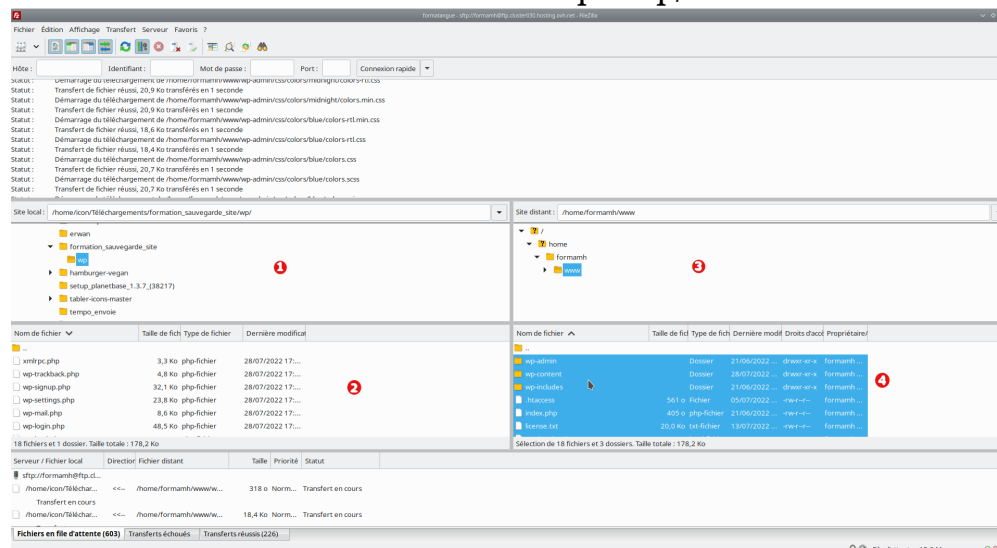 formatangue - sftp://formamh@ftp.cluster030.hosting.ovh.net - FileZilla
Fichier Édition Affichage Transfert Serveur Favoris ?
Hôte : Identifiant : Mot de passe : Port : Connexion rapide
Statut : Démarrage du téléchargement de /home/formamh/www/wp-admin/css/colors/midnight/colors-rtl.css
Statut : Transfert de fichier réussi, 20,9 Ko transférés en 1 seconde
Statut : Démarrage du téléchargement de /home/formamh/www/wp-admin/css/colors/midnight/colors.min.css
Statut : Transfert de fichier réussi, 20,9 Ko transférés en 1 seconde
Statut : Démarrage du téléchargement de /home/formamh/www/wp-admin/css/colors/blue/colors-rtl.min.css
Statut : Transfert de fichier réussi, 18,6 Ko transférés en 1 seconde
Statut : Démarrage du téléchargement de /home/formamh/www/wp-admin/css/colors/blue/colors-rtl.css
Statut : Transfert de fichier réussi, 18,4 Ko transférés en 1 seconde
Statut : Démarrage du téléchargement de /home/formamh/www/wp-admin/css/colors/blue/colors.css
Statut : Transfert de fichier réussi, 20,7 Ko transférés en 1 seconde
Statut : Démarrage du téléchargement de /home/formamh/www/wp-admin/css/colors/blue/colors.scss
Statut : Transfert de fichier réussi, 20,7 Ko transférés en 1 seconde
Site local : /home/icon/Téléchargements/formation_sauvegarde_site/wp/
erwan
formation_sauvegarde_site
wp
1
hamburger-vegan
setup_planetbase_1.3.7_(38217)
tabler-icons-master
tempo_envoie
Nom de fichier Taille de fich Type de fichier Dernière modificat
..
xmlrpc.php 3,3 Ko php-fichier 28/07/2022 17:...
wp-trackback.php 4,8 Ko php-fichier 28/07/2022 17:...
wp-signup.php 32,1 Ko php-fichier 28/07/2022 17:... 2
wp-settings.php 23,8 Ko php-fichier 28/07/2022 17:...
wp-mail.php 8,6 Ko php-fichier 28/07/2022 17:...
wp-login.php 48,5 Ko php-fichier 28/07/2022 17:...
18 fichiers et 1 dossier. Taille totale : 178,2 Ko
Site distant : /home/formamh/www
/
home
formamh
www 3
Nom de fichier Taille de fich Type de fich Dernière modif Droits d'accè Propriétaire/
..
wp-admin Dossier 21/06/2022 ... drwxr-xr-x formamh ...
wp-content Dossier 28/07/2022 ... drwxr-xr-x formamh ... 4
wp-includes Dossier 21/06/2022 ... drwxr-xr-x formamh ...
.htaccess 561 o Fichier 05/07/2022 ... -rw-r--r-- formamh ...
index.php 405 o php-fichier 21/06/2022 ... -rw-r--r-- formamh ...
license.txt 20,0 Ko txt-fichier 13/07/2022 ... -rw-r--r-- formamh ...
Sélection de 18 fichiers et 3 dossiers. Taille totale : 178,2 Ko
Serveur / Fichier local Direction Fichier distant Taille Priorité Statut
sftp://formamh@ftp.cl...
/home/icon/Téléchar... <<-- /home/formamh/www/w... 318 o Norm... Transfert en cours
Transfert en cours
/home/icon/Téléchar... <<-- /home/formamh/www/w... 18,4 Ko Norm... Transfert en cours
Fichiers en file d'attente (603) Transferts échoués Transferts réussis (226)